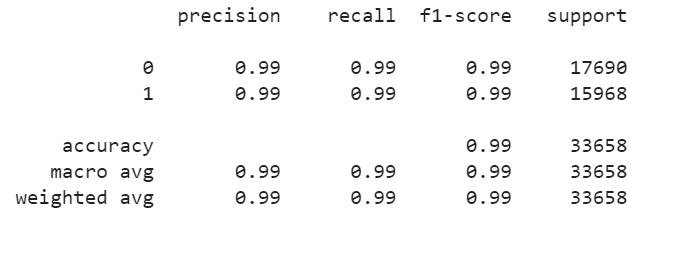 precision recall f1-score support
0 0.99 0.99 0.99 17690
1 0.99 0.99 0.99 15968
accuracy 0.99 33658
macro avg 0.99 0.99 0.99 33658
weighted avg 0.99 0.99 0.99 33658